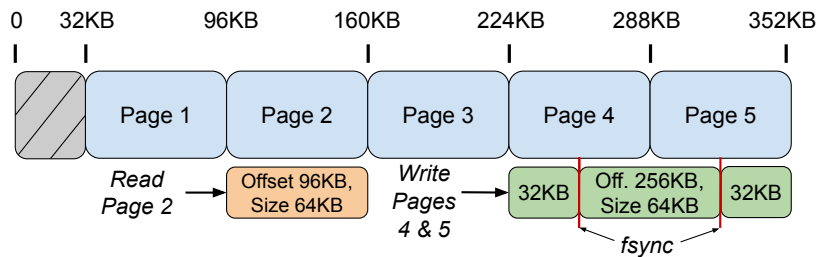 0 32KB 96KB 160KB 224KB 288KB 352KB
Page 1 Page 2 Page 3 Page 4 Page 5
Read
Page 2
Offset 96KB,
Size 64KB
Write
Pages
4 & 5
32KB
Off. 256KB,
Size 64KB
32KB
fsync